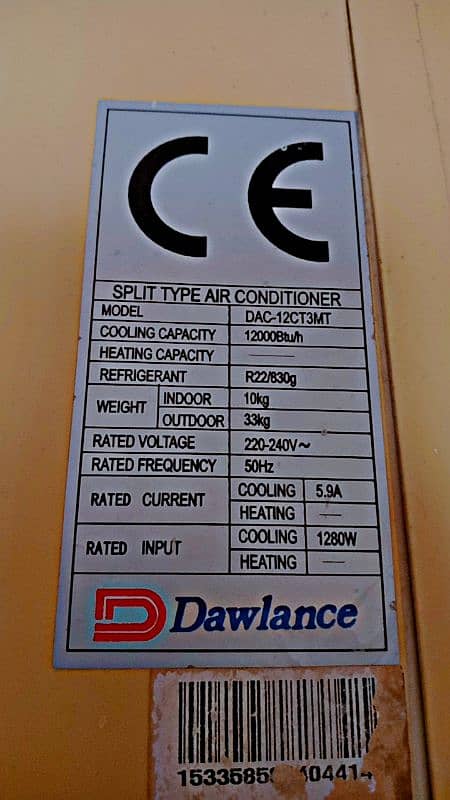 CE
SPLIT TYPE AIR CONDITIONER
MODEL DAC-12CT3MT
COOLING CAPACITY 12000Btu/h
HEATING CAPACITY —
REFRIGERANT R22/830g
WEIGHT INDOOR 10kg
OUTDOOR 33kg
RATED VOLTAGE 220-240V~
RATED FREQUENCY 50Hz
RATED CURRENT COOLING 5.9A
HEATING —
RATED INPUT COOLING 1280W
HEATING —
Dawlance